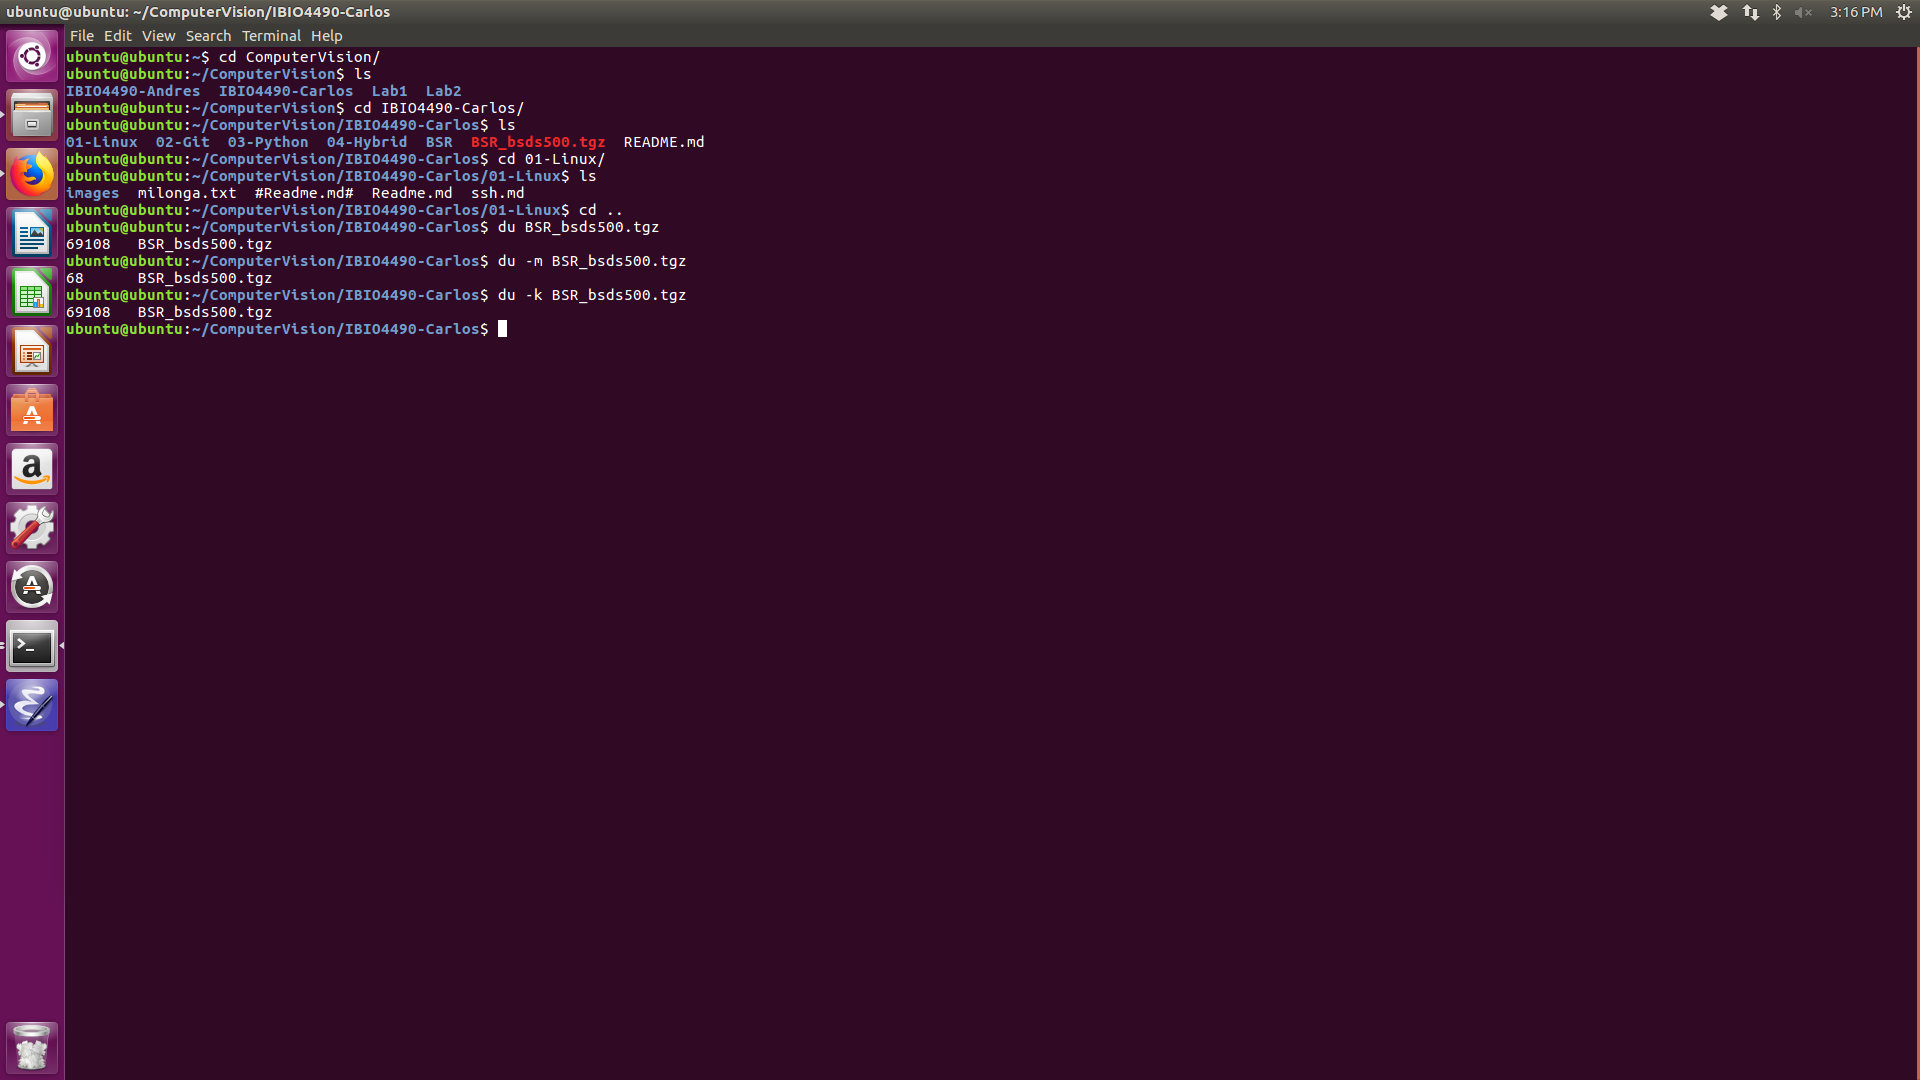 ubuntu@ubuntu: ~/ComputerVision/IBIO4490-Carlos
3:16 PM
File Edit View Search Terminal Help
ubuntu@ubuntu:~$ cd ComputerVision/
ubuntu@ubuntu:~/ComputerVision$ ls
IBIO4490-Andres  IBIO4490-Carlos  Lab1  Lab2
ubuntu@ubuntu:~/ComputerVision$ cd IBIO4490-Carlos/
ubuntu@ubuntu:~/ComputerVision/IBIO4490-Carlos$ ls
01-Linux  02-Git  03-Python  04-Hybrid  BSR  BSR_bsds500.tgz  README.md
ubuntu@ubuntu:~/ComputerVision/IBIO4490-Carlos$ cd 01-Linux/
ubuntu@ubuntu:~/ComputerVision/IBIO4490-Carlos/01-Linux$ ls
images  milonga.txt  #Readme.md#  Readme.md  ssh.md
ubuntu@ubuntu:~/ComputerVision/IBIO4490-Carlos/01-Linux$ cd ..
ubuntu@ubuntu:~/ComputerVision/IBIO4490-Carlos$ du BSR_bsds500.tgz
69108   BSR_bsds500.tgz
ubuntu@ubuntu:~/ComputerVision/IBIO4490-Carlos$ du -m BSR_bsds500.tgz
68      BSR_bsds500.tgz
ubuntu@ubuntu:~/ComputerVision/IBIO4490-Carlos$ du -k BSR_bsds500.tgz
69108   BSR_bsds500.tgz
ubuntu@ubuntu:~/ComputerVision/IBIO4490-Carlos$